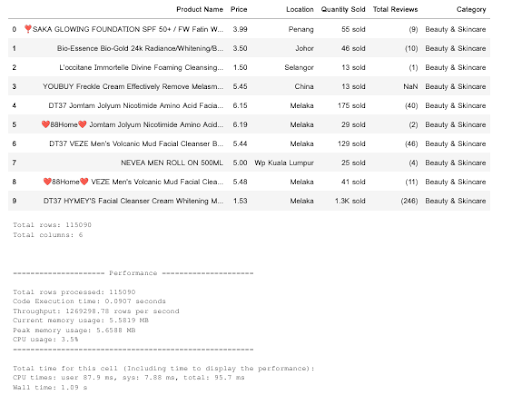 Product Name Price Location Quantity Sold Total Reviews Category
0 ❣️SAKA GLOWING FOUNDATION SPF 50+ / FW Fatin W... 3.99 Penang 55 sold (9) Beauty & Skincare
1 Bio-Essence Bio-Gold 24k Radiance/Whitening/B... 3.50 Johor 46 sold (10) Beauty & Skincare
2 L'occitane Immortelle Divine Foaming Cleansing... 1.50 Selangor 13 sold (1) Beauty & Skincare
3 YOUBUY Freckle Cream Effectively Remove Melasm... 5.45 China 13 sold NaN Beauty & Skincare
4 DT37 Jomtam Jolyum Nicotimide Amino Acid Facia... 6.15 Melaka 175 sold (40) Beauty & Skincare
5 ❤️88Home❤️ Jomtam Jolyum Nicotimide Amino Acid... 6.19 Melaka 29 sold (2) Beauty & Skincare
6 DT37 VEZE Men's Volcanic Mud Facial Cleanser B... 5.44 Melaka 129 sold (46) Beauty & Skincare
7 NEVEA MEN ROLL ON 500ML 5.00 Wp Kuala Lumpur 25 sold (4) Beauty & Skincare
8 ❤️88Home❤️ VEZE Men's Volcanic Mud Facial Clea... 5.48 Melaka 41 sold (11) Beauty & Skincare
9 DT37 HYMEY'S Facial Cleanser Cream Whitening M... 1.53 Melaka 1.3K sold (246) Beauty & Skincare
Total rows: 115090
Total columns: 6
===================== Performance =====================
Total rows processed: 115090
Code Execution time: 0.0907 seconds
Throughput: 1269298.78 rows per second
Current memory usage: 5.5819 MB
Peak memory usage: 5.6588 MB
CPU usage: 3.5%
=======================================================
Total time for this cell (Including time to display the performance):
CPU times: user 87.9 ms, sys: 7.88 ms, total: 95.7 ms
Wall time: 1.09 s